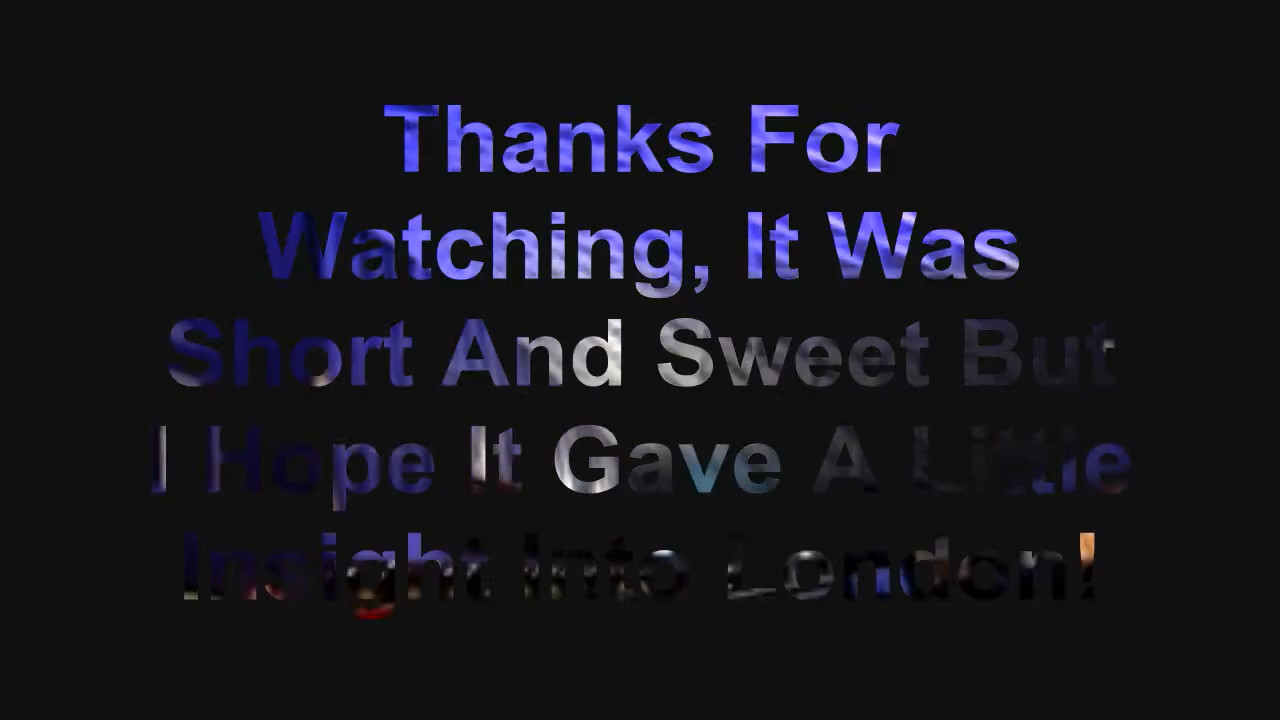 Thanks For
Watching, It Was
Short And Sweet But
I Hope It Gave A Little
Insight Into London!